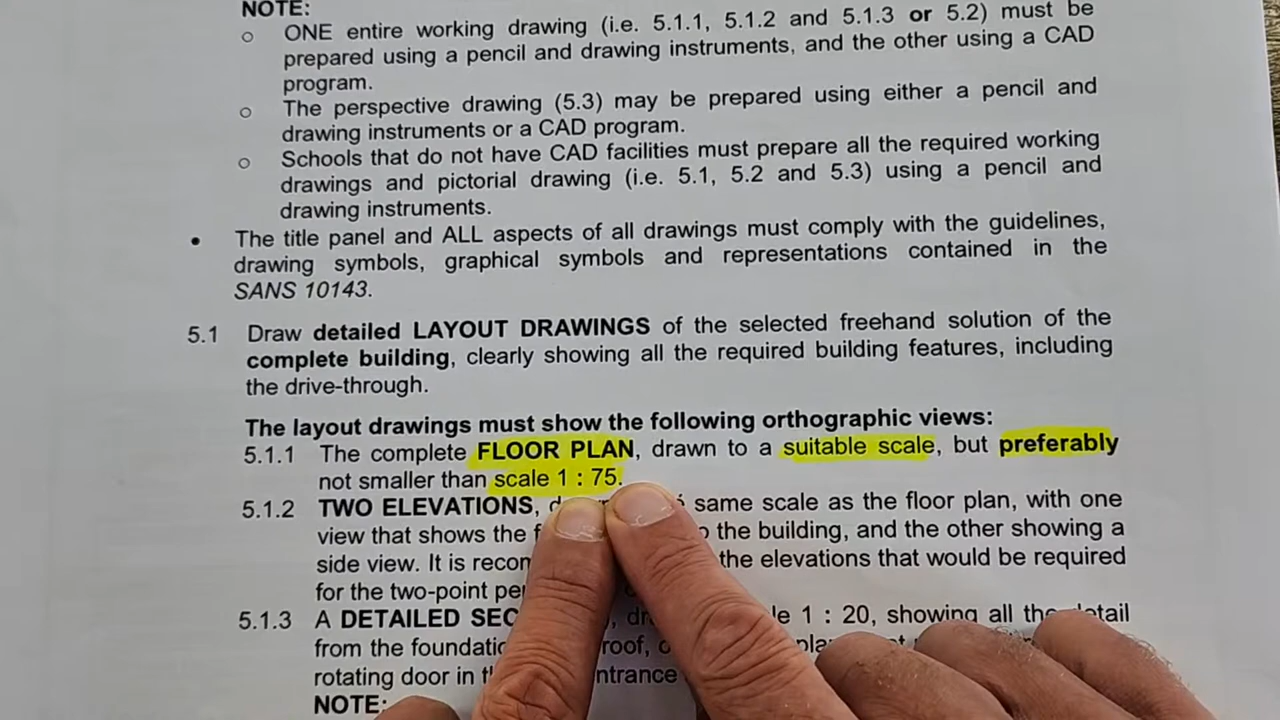 NOTE:
o ONE entire working drawing (i.e. 5.1.1, 5.1.2 and 5.1.3 or 5.2) must be
prepared using a pencil and drawing instruments, and the other using a CAD
program.
o The perspective drawing (5.3) may be prepared using either a pencil and
drawing instruments or a CAD program.
o Schools that do not have CAD facilities must prepare all the required working
drawings and pictorial drawing (i.e. 5.1, 5.2 and 5.3) using a pencil and
drawing instruments.
• The title panel and ALL aspects of all drawings must comply with the guidelines,
drawing symbols, graphical symbols and representations contained in the
SANS 10143.
5.1 Draw detailed LAYOUT DRAWINGS of the selected freehand solution of the
complete building, clearly showing all the required building features, including
the drive-through.
The layout drawings must show the following orthographic views:
5.1.1 The complete FLOOR PLAN, drawn to a suitable scale, but preferably
not smaller than scale 1 : 75.
5.1.2 TWO ELEVATIONS, same scale as the floor plan, with one
view that shows the the building, and the other showing a
side view. It is the elevations that would be required
for the two-point
5.1.3 A DETAILED 1 : 20, showing all the detail
from the
rotating door in
NOTE: